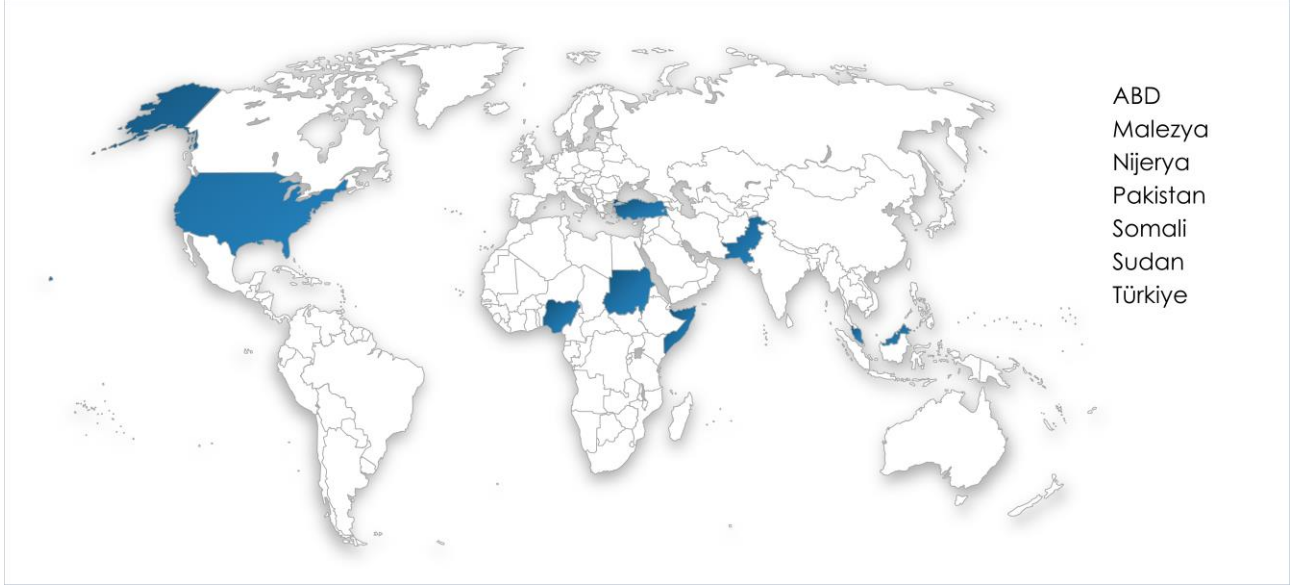 ABD
Malezya
Nijerya
Pakistan
Somali
Sudan
Türkiye